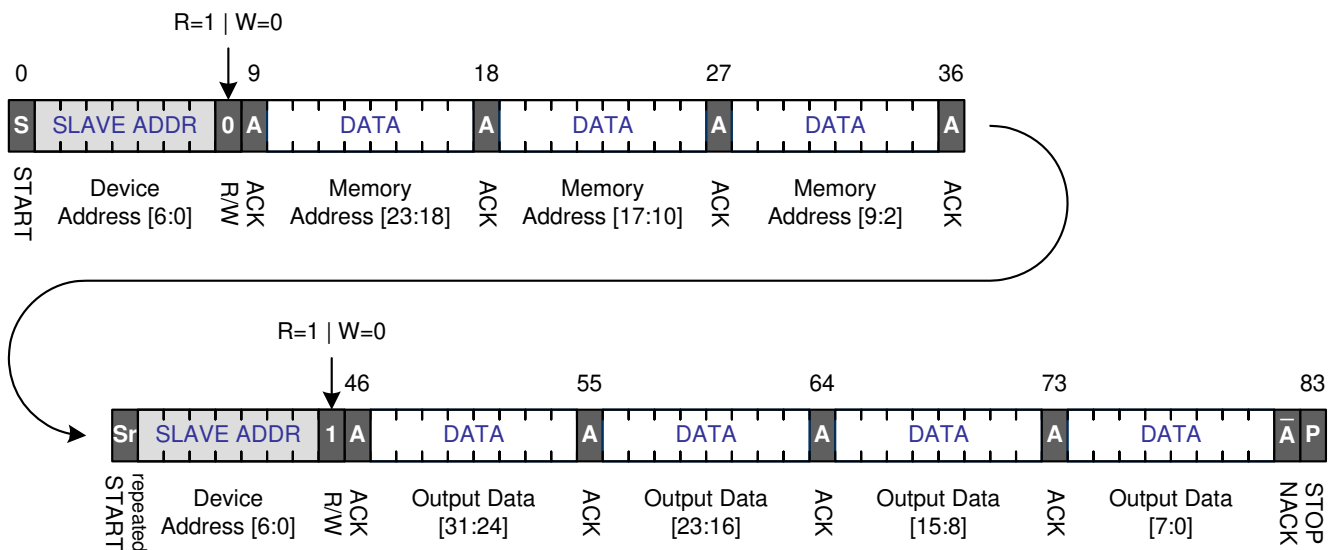 R=1 | W=0
0 9 18 27 36
S SLAVE ADDR 0 A DATA A DATA A DATA A
START Device R/W ACK Memory ACK Memory ACK Memory ACK
Address [6:0] Address [23:18] Address [17:10] Address [9:2]
R=1 | W=0
46 55 64 73 83
Sr SLAVE ADDR 1 A DATA A DATA A DATA A DATA A̅ P
repeated START Device R/W ACK Output Data ACK Output Data ACK Output Data ACK Output Data NACK STOP
Address [6:0] [31:24] [23:16] [15:8] [7:0]